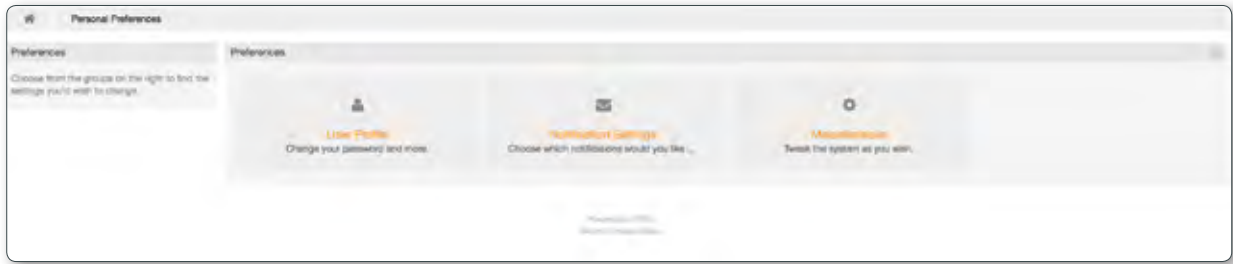 Personal Preferences
Preferences
Choose from the groups on the right to find the
settings you'd wish to change.
Preferences
User Profile
Change your password and more.
Notification Settings
Choose which notifications would you like ...
Miscellaneous
Tweak the system as you wish.